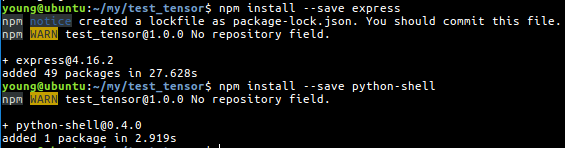 young@ubuntu:~/my/test_tensor$ npm install --save express
npm notice created a lockfile as package-lock.json. You should commit this file.
npm WARN test_tensor@1.0.0 No repository field.
+ express@4.16.2
added 49 packages in 27.628s
young@ubuntu:~/my/test_tensor$ npm install --save python-shell
npm WARN test_tensor@1.0.0 No repository field.
+ python-shell@0.4.0
added 1 package in 2.919s